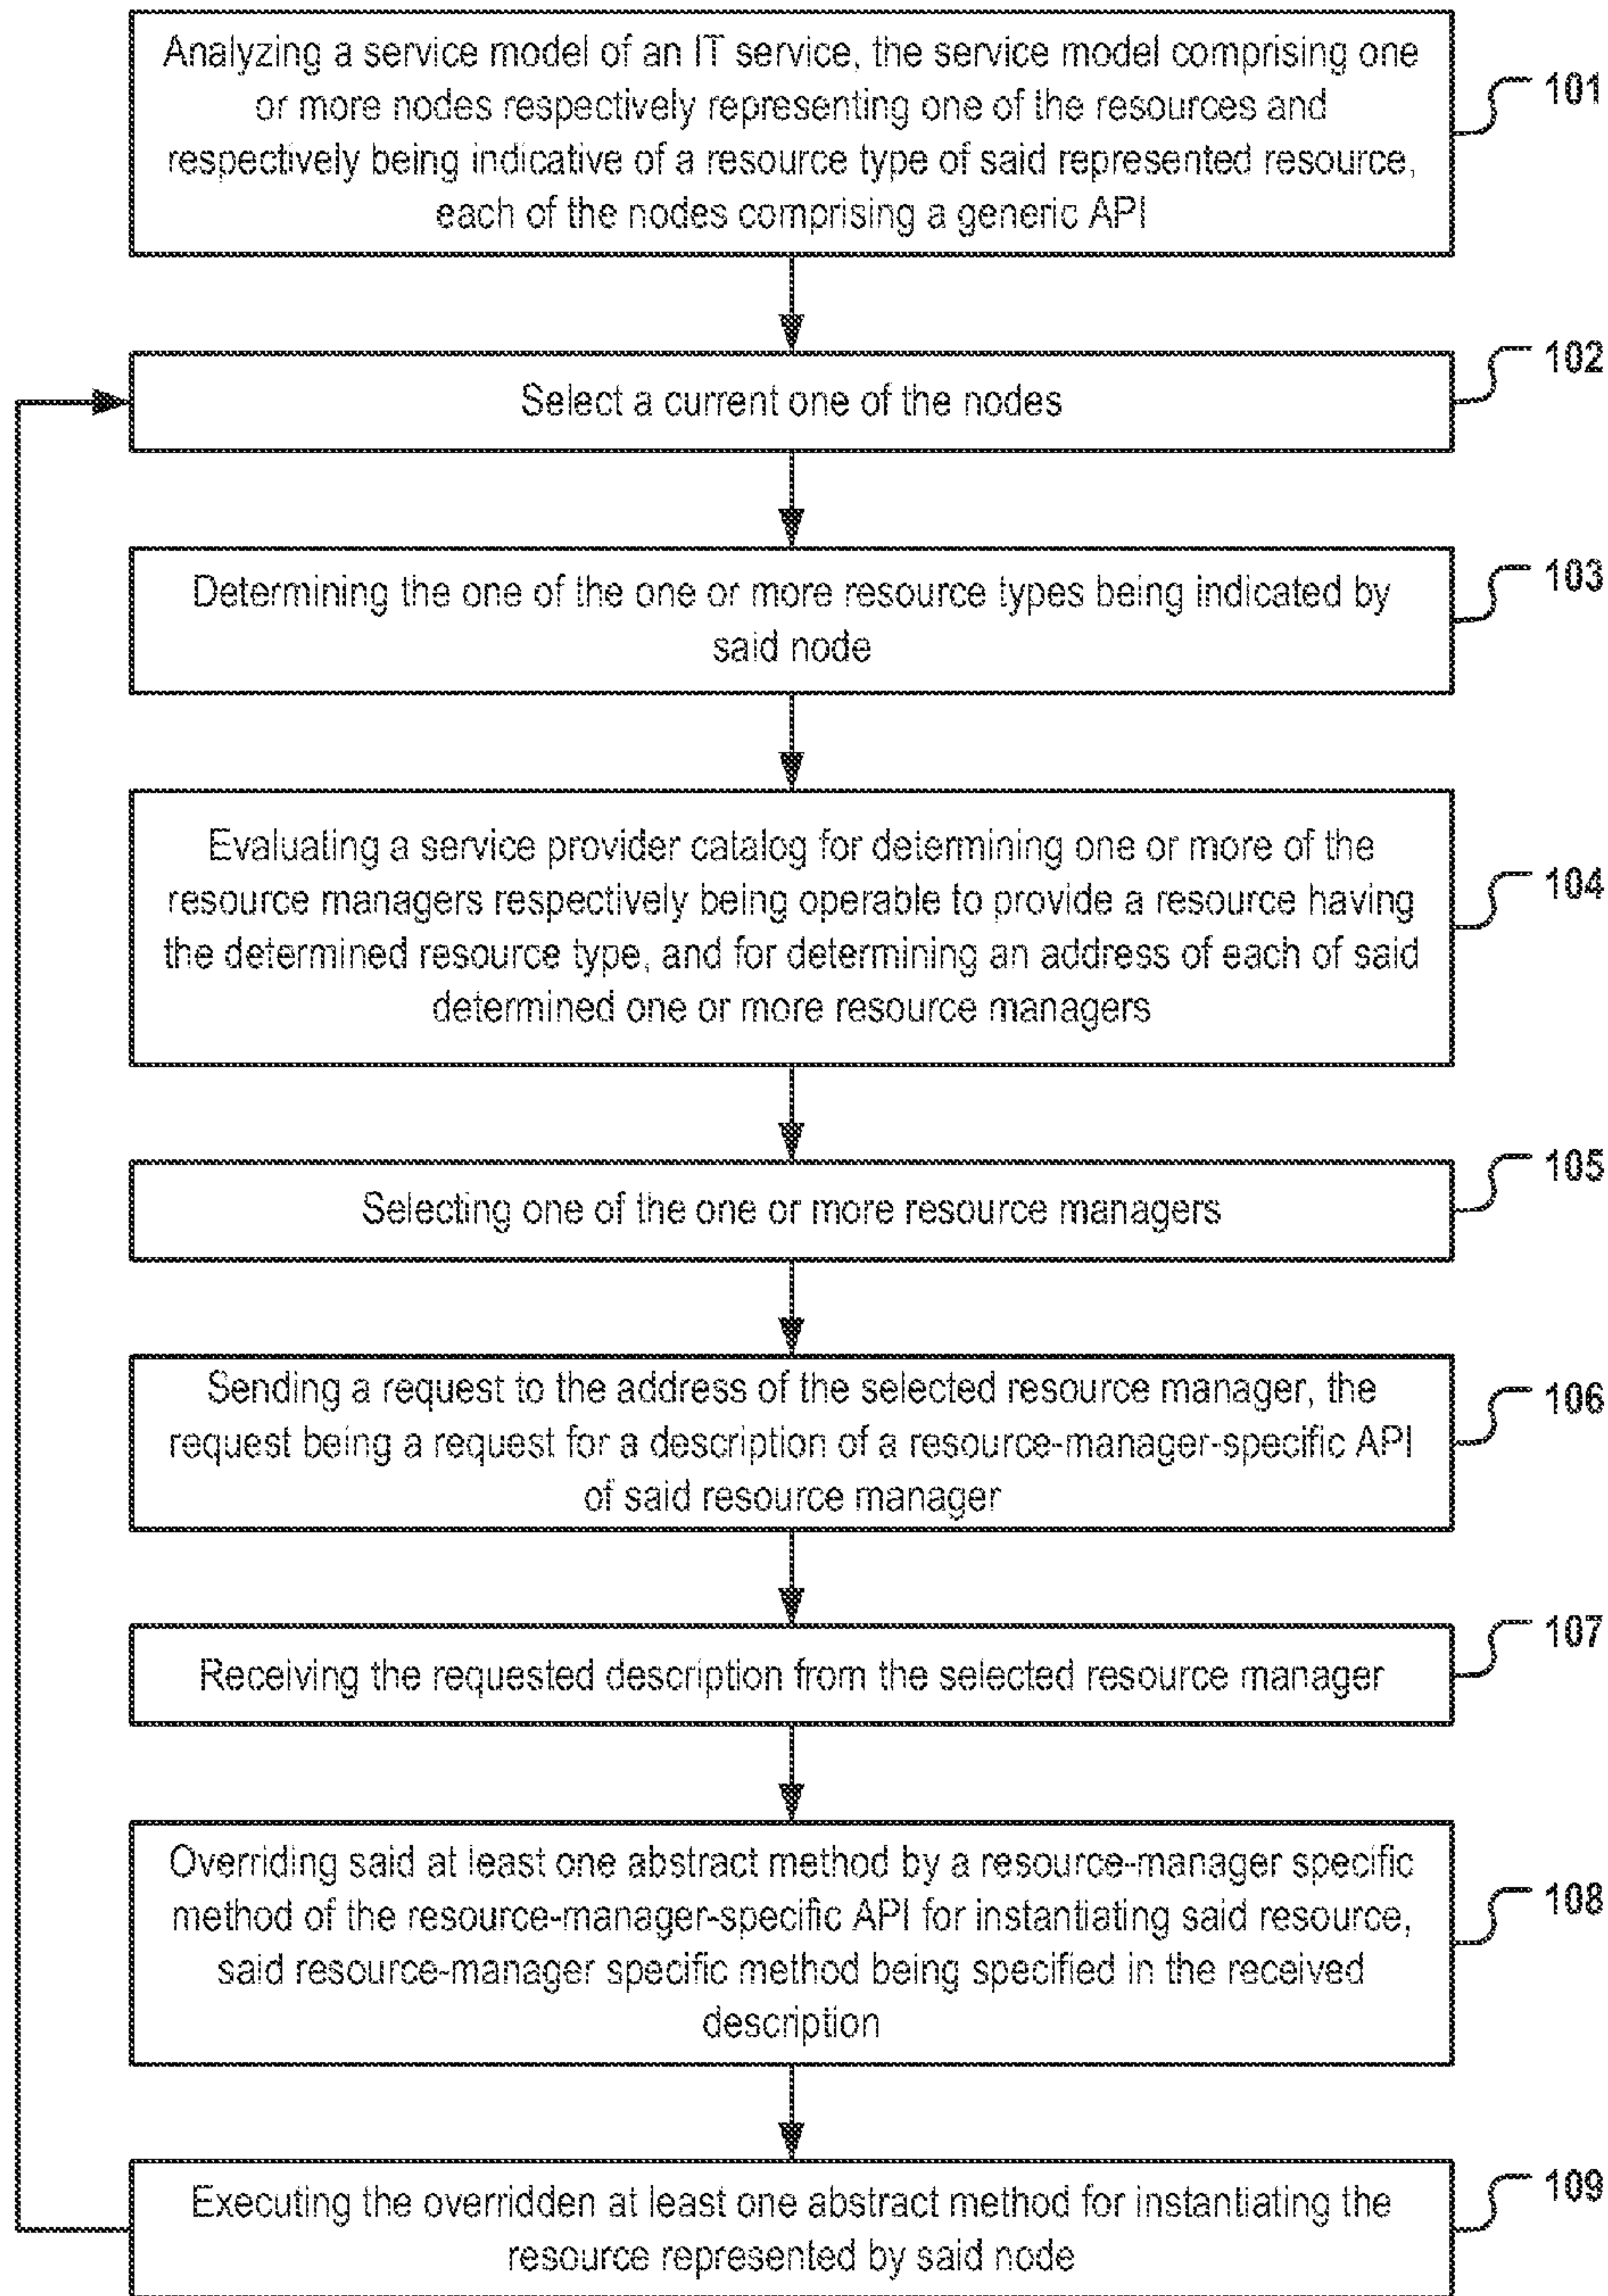 Analyzing a service model of an IT service, the service model comprising one
or more nodes respectively representing one of the resources and
respectively being indicative of a resource type of said represented resource,
each of the nodes comprising a generic API
101
Select a current one of the nodes
102
Determining the one of the one or more resource types being indicated by
said node
103
Evaluating a service provider catalog for determining one or more of the
resource managers respectively being operable to provide a resource having
the determined resource type, and for determining an address of each of said
determined one or more resource managers
104
Selecting one of the one or more resource managers
105
Sending a request to the address of the selected resource manager, the
request being a request for a description of a resource-manager-specific API
of said resource manager
106
Receiving the requested description from the selected resource manager
107
Overriding said at least one abstract method by a resource-manager specific
method of the resource-manager-specific API for instantiating said resource,
said resource-manager specific method being specified in the received
description
108
Executing the overridden at least one abstract method for instantiating the
resource represented by said node
109